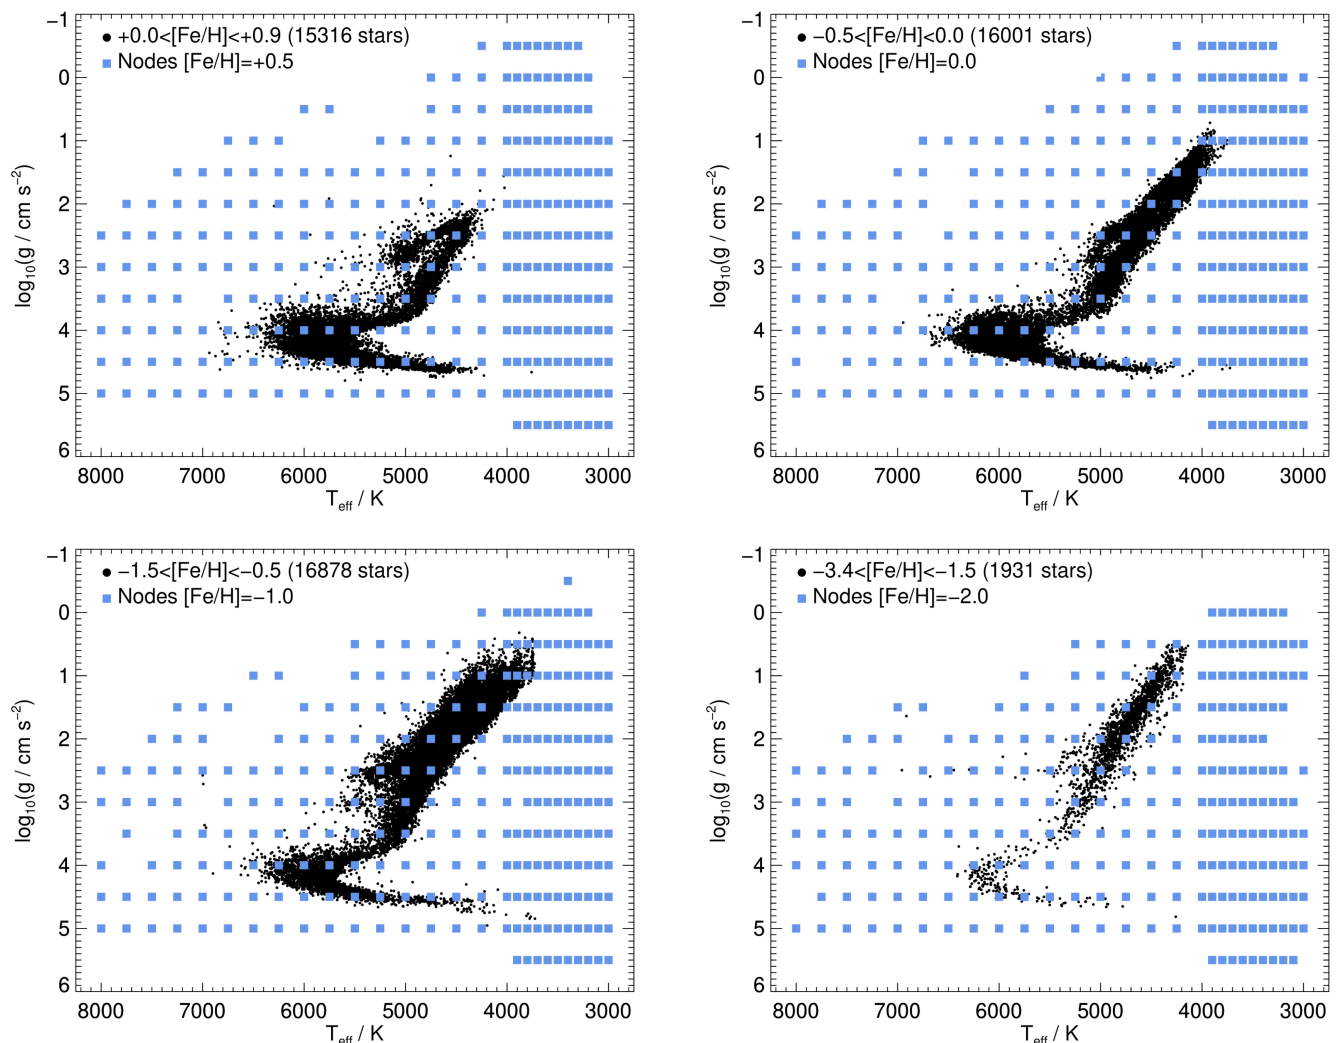 −1
0
1
2
3
4
5
6
log₁₀(g / cm s⁻²)
+0.0<[Fe/H]<+0.9 (15316 stars)
Nodes [Fe/H]=+0.5
8000 7000 6000 5000 4000 3000
T_eff / K
−1
0
1
2
3
4
5
6
log₁₀(g / cm s⁻²)
−0.5<[Fe/H]<0.0 (16001 stars)
Nodes [Fe/H]=0.0
8000 7000 6000 5000 4000 3000
T_eff / K
−1
0
1
2
3
4
5
6
log₁₀(g / cm s⁻²)
−1.5<[Fe/H]<−0.5 (16878 stars)
Nodes [Fe/H]=−1.0
8000 7000 6000 5000 4000 3000
T_eff / K
−1
0
1
2
3
4
5
6
log₁₀(g / cm s⁻²)
−3.4<[Fe/H]<−1.5 (1931 stars)
Nodes [Fe/H]=−2.0
8000 7000 6000 5000 4000 3000
T_eff / K